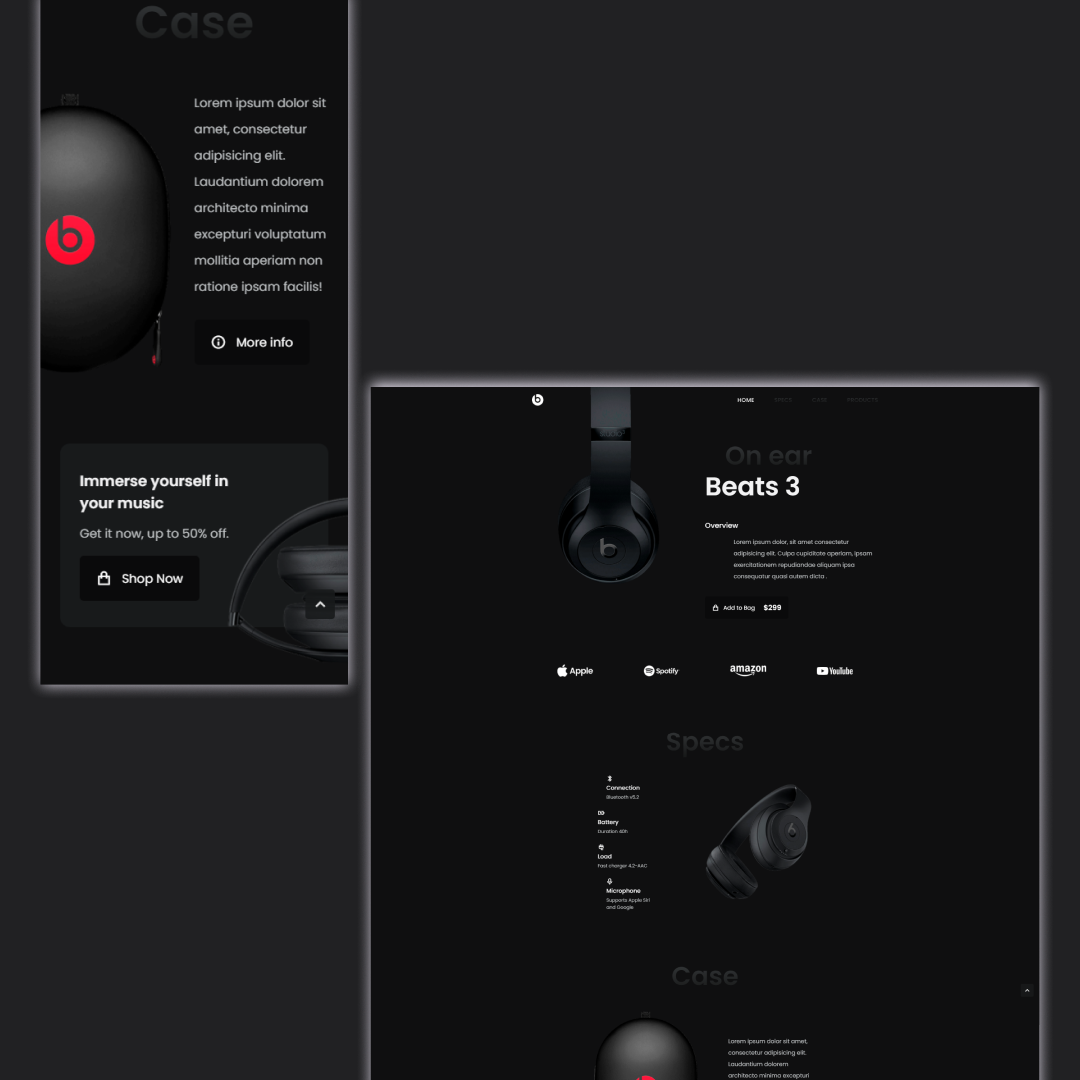 Case
Lorem ipsum dolor sit
amet, consectetur
adipisicing elit.
Laudantium dolorem
architecto minima
excepturi voluptatum
mollitia aperiam non
ratione ipsam facilis!
More info
Immerse yourself in
your music
Get it now, up to 50% off.
Shop Now
HOME SPECS CASE PRODUCTS
On ear
Beats 3
Overview
Lorem ipsum dolor, sit amet consectetur
adipisicing elit. Culpa cupiditate aperiam, ipsam
exercitationem repudiandae aliquam ipsa
consequatur quasi autem dicta .
Add to Bag $299
Apple Spotify amazon YouTube
Specs
Connection
Bluetooth v5.2
Battery
Duration 40h
Load
Fast charger 4.2-AAC
Microphone
Supports Apple Siri
and Google
Case
Lorem ipsum dolor sit amet,
consectetur adipisicing elit.
Laudantium dolorem
architecto minima excepturi